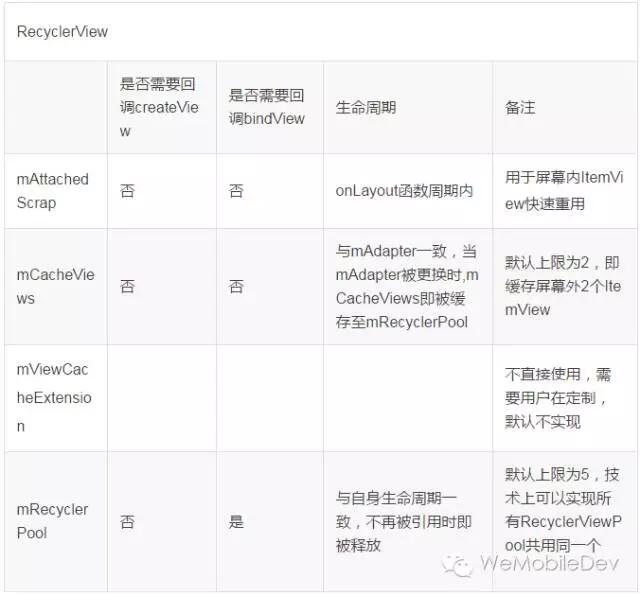 RecyclerView
是否需要回
调createVie
w
是否需要回
调bindView
生命周期
备注
mAttached
Scrap
否
否
onLayout函数周期内
用于屏幕内ItemVi
ew快速重用
mCacheVie
ws
否
否
与mAdapter一致，当
mAdapter被更换时,m
CacheViews即被缓
存至mRecyclerPool
默认上限为2，即
缓存屏幕外2个Ite
mView
mViewCac
heExtensio
n
不直接使用，需
要用户在定制，
默认不实现
mRecycler
Pool
否
是
与自身生命周期一
致，不再被引用时即
被释放
默认上限为5，技
术上可以实现所
有RecyclerViewP
ool共用同一个
WeMobileDev